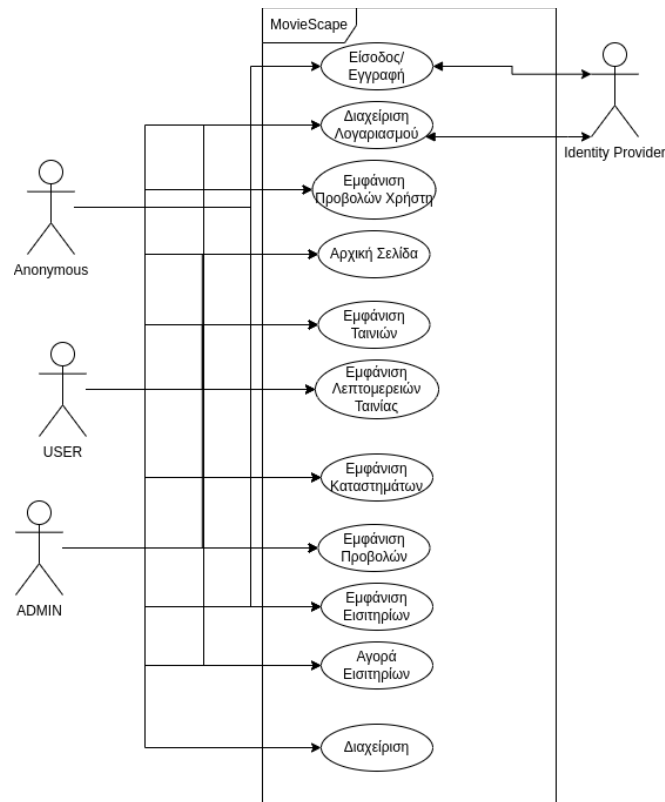 MovieScape
Είσοδος/
Εγγραφή
Διαχείριση
Λογαριασμού
Identity Provider
Εμφάνιση
Προβολών Χρήστη
Anonymous
Αρχική Σελίδα
Εμφάνιση
Ταινιών
Εμφάνιση
Λεπτομερειών
Ταινίας
USER
Εμφάνιση
Καταστημάτων
Εμφάνιση
Προβολών
ADMIN
Εμφάνιση
Εισιτηρίων
Αγορά
Εισιτηρίων
Διαχείριση